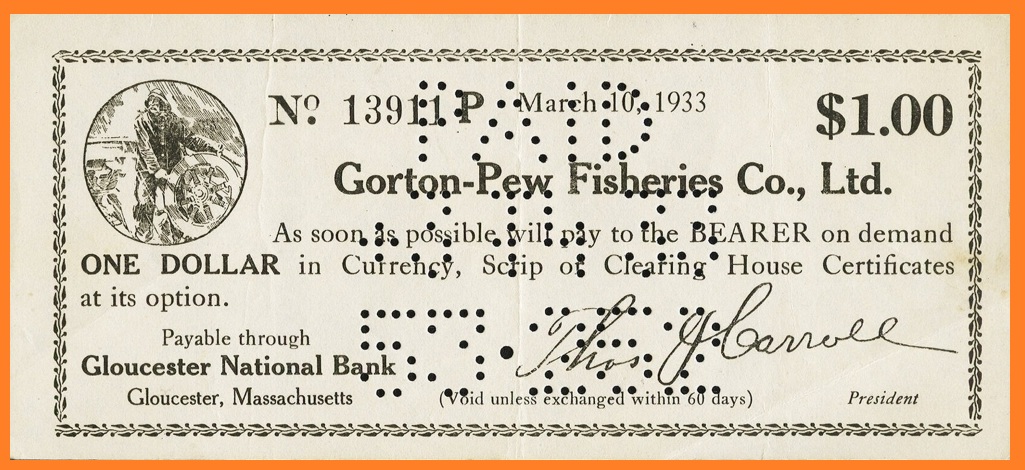 Nº 13911 P March 10, 1933 $1.00
Gorton-Pew Fisheries Co., Ltd.
As soon as possible will pay to the BEARER on demand
ONE DOLLAR in Currency, Scrip or Clearing House Certificates
at its option.
Payable through
Gloucester National Bank
Gloucester, Massachusetts
Thos J Carroll
(Void unless exchanged within 60 days) President
PAID